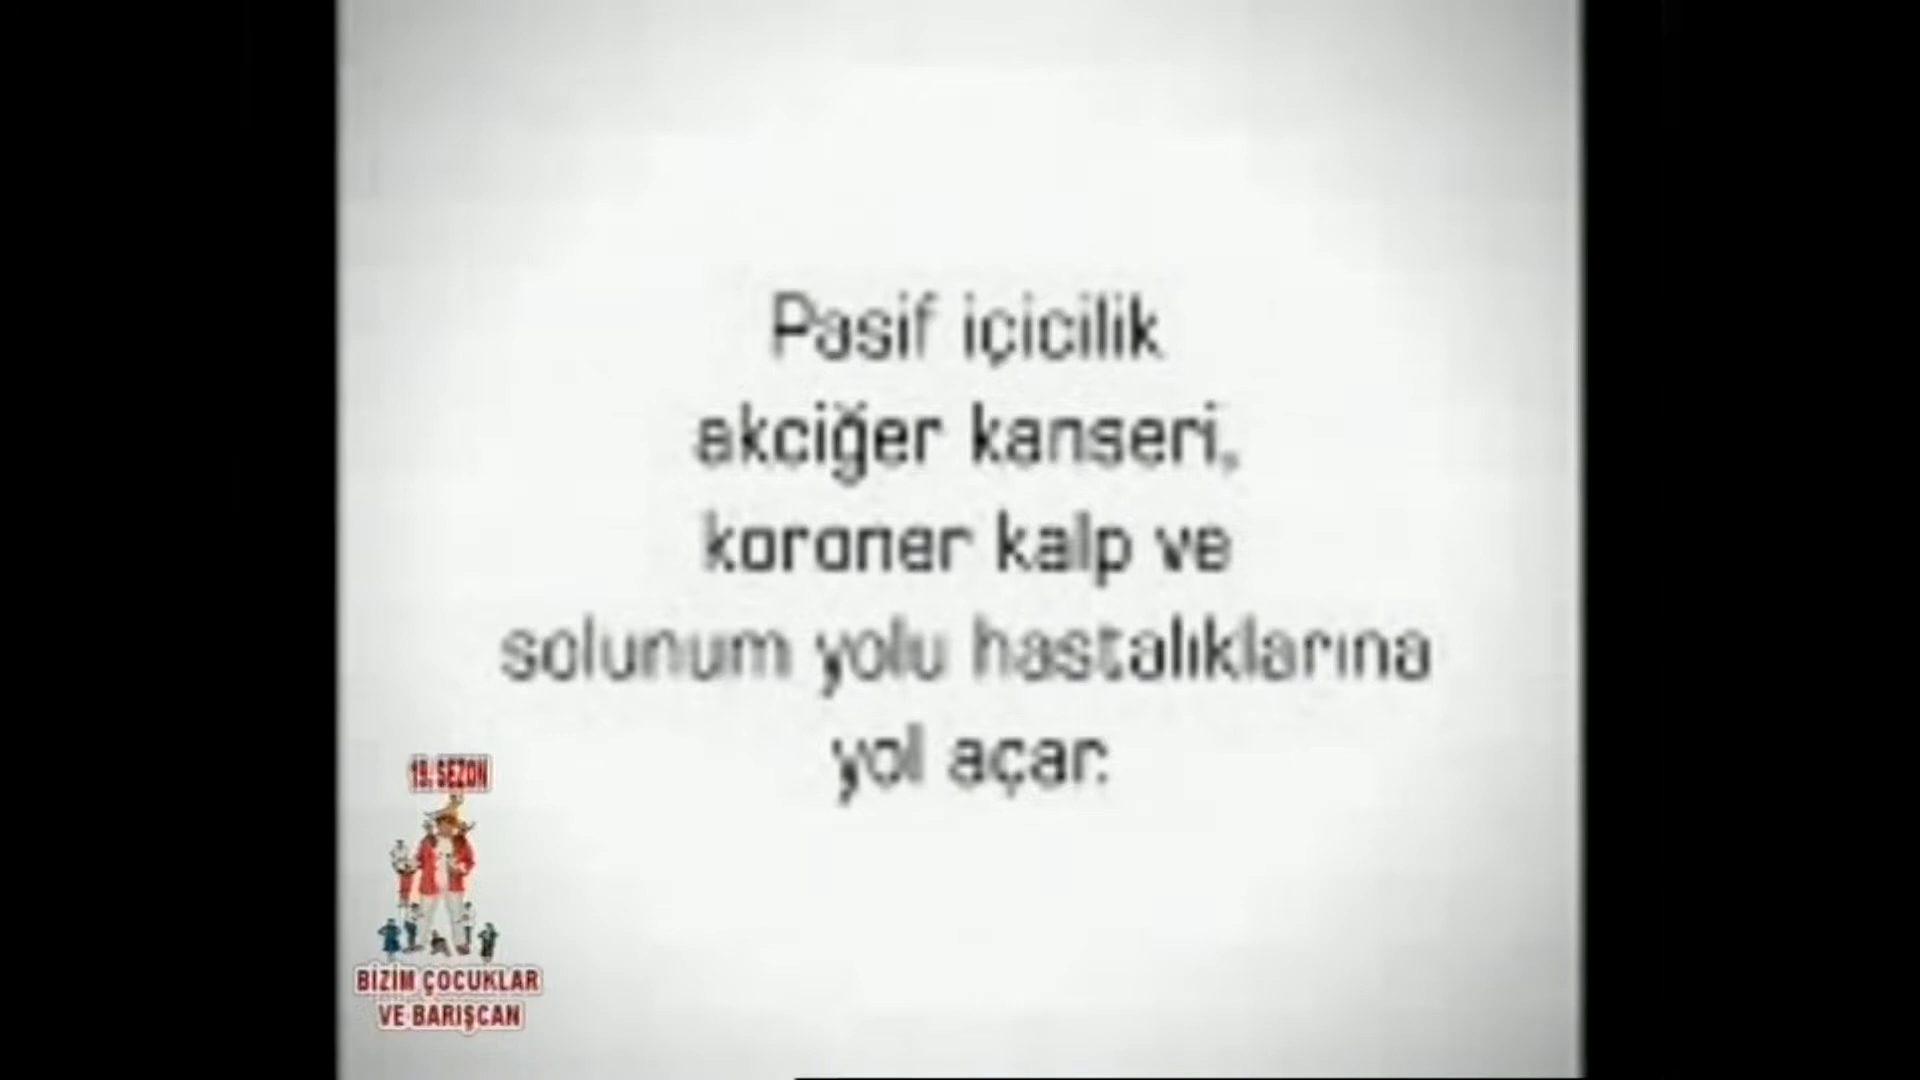 Pasif içicilik
akciğer kanseri,
koroner kalp ve
solunum yolu hastalıklarına
yol açar.
19. SEZON
BİZİM ÇOCUKLAR
VE BARIŞCAN